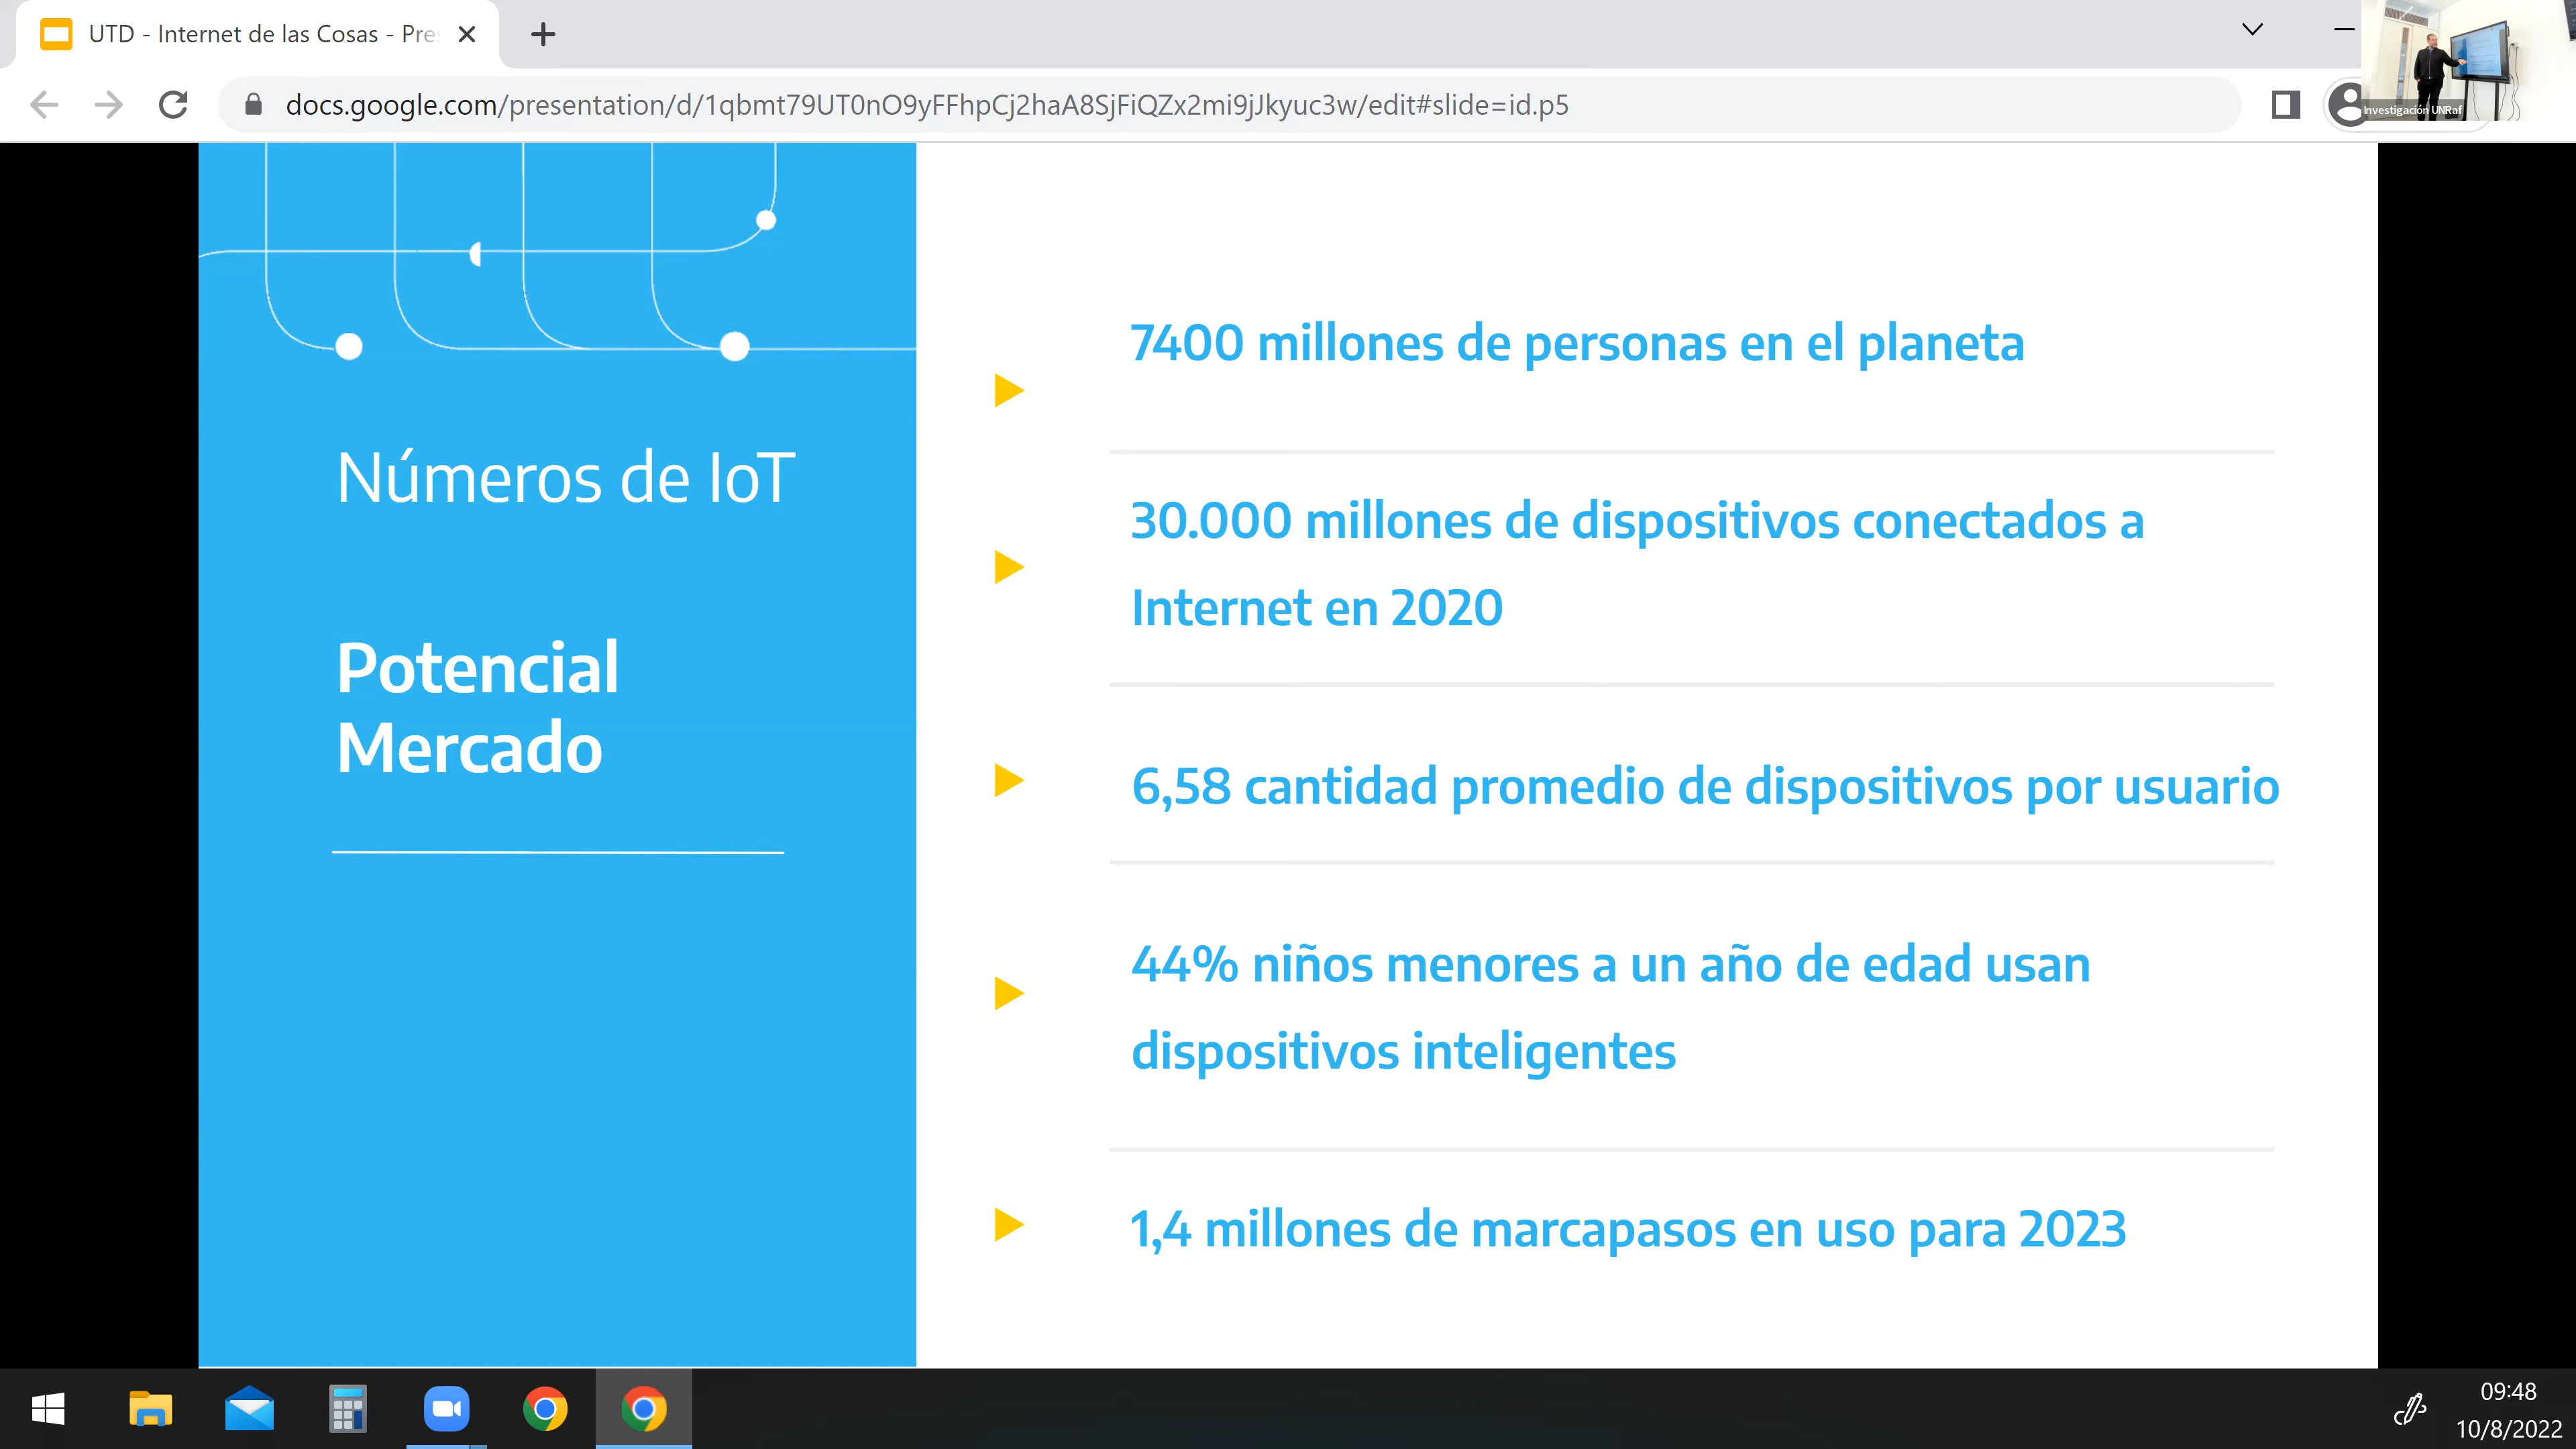 UTD - Internet de las Cosas - Pre
docs.google.com/presentation/d/1qbmt79UT0nO9yFFhpCj2haA8SjFiQZx2mi9jJkyuc3w/edit#slide=id.p5
Investigación UNRaf
Números de IoT
Potencial
Mercado
7400 millones de personas en el planeta
30.000 millones de dispositivos conectados a
Internet en 2020
6,58 cantidad promedio de dispositivos por usuario
44% niños menores a un año de edad usan
dispositivos inteligentes
1,4 millones de marcapasos en uso para 2023
09:48
10/8/2022